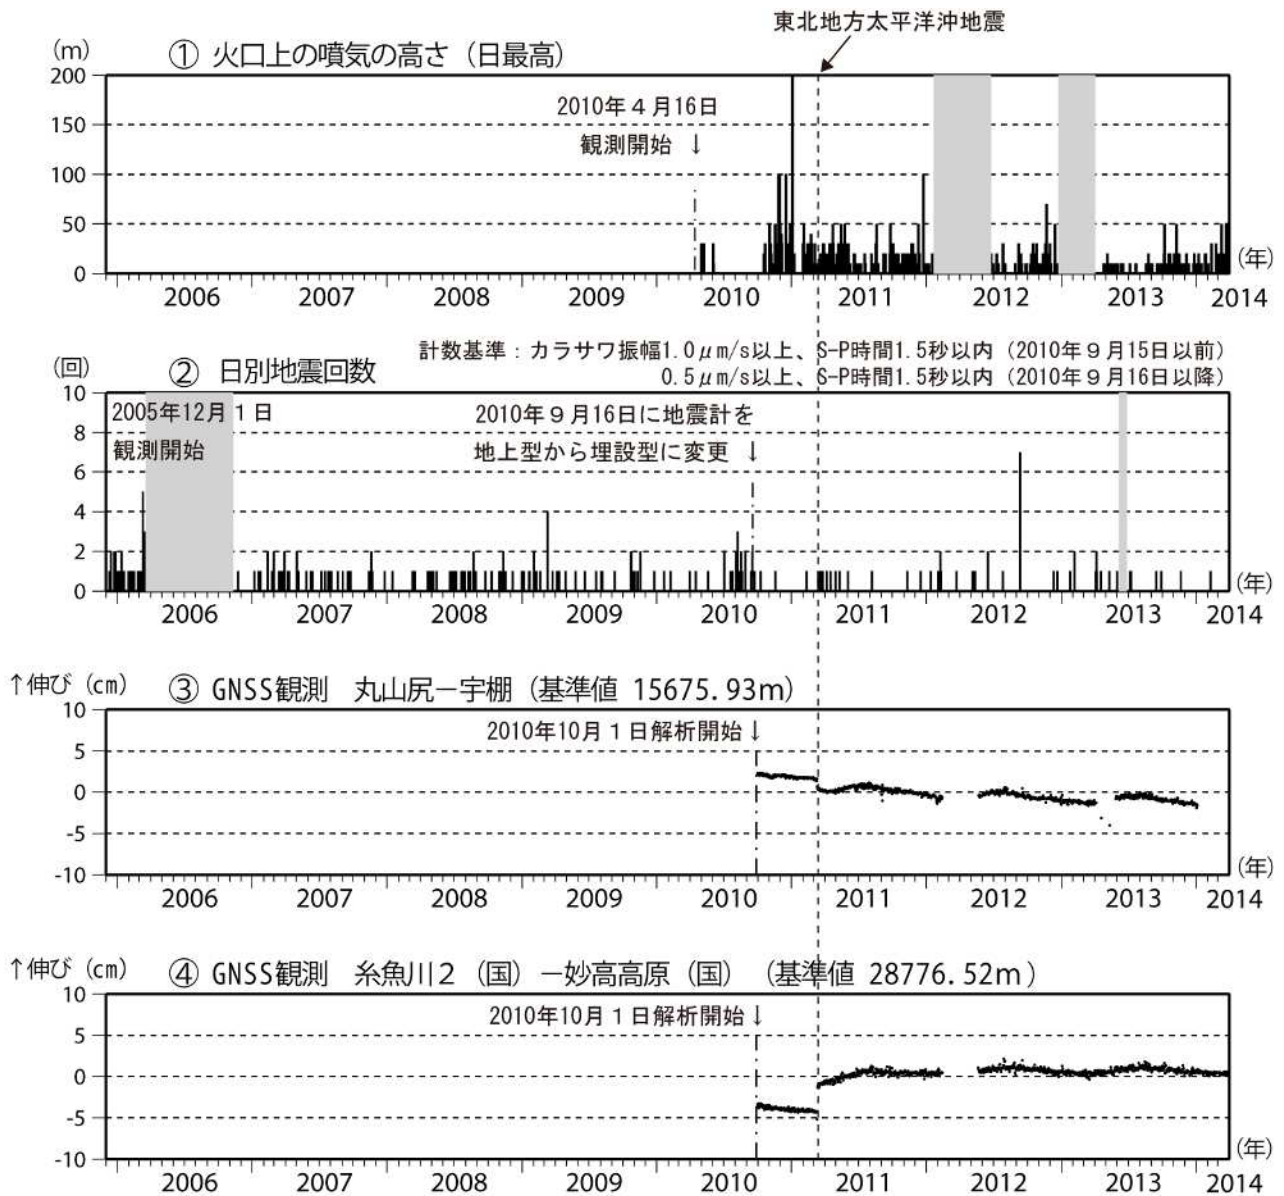 東北地方太平洋沖地震
(m)
① 火口上の噴気の高さ（日最高）
200
150
100
50
0
2010年４月16日
観測開始 ↓
(年)
2006 2007 2008 2009 2010 2011 2012 2013 2014
(回)
② 日別地震回数
計数基準：カラサワ振幅1.0μm/s以上、S-P時間1.5秒以内（2010年９月15日以前）
0.5μm/s以上、S-P時間1.5秒以内（2010年９月16日以降）
10
8
6
4
2
0
2005年12月１日
観測開始
2010年９月16日に地震計を
地上型から埋設型に変更 ↓
(年)
2006 2007 2008 2009 2010 2011 2012 2013 2014
↑伸び（cm）
③ GNSS観測　丸山尻－宇棚（基準値 15675.93m）
10
5
0
-5
-10
2010年10月１日解析開始↓
(年)
2006 2007 2008 2009 2010 2011 2012 2013 2014
↑伸び（cm）
④ GNSS観測　糸魚川２（国）－妙高高原（国）（基準値 28776.52m）
10
5
0
-5
-10
2010年10月１日解析開始↓
(年)
2006 2007 2008 2009 2010 2011 2012 2013 2014